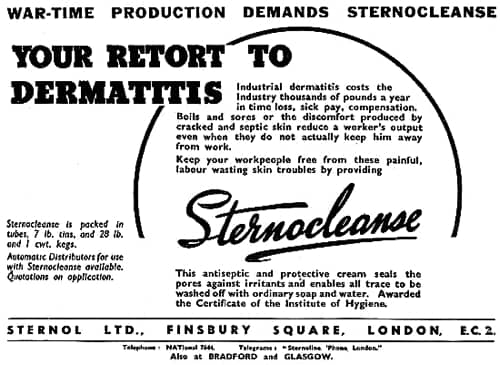 WAR-TIME PRODUCTION DEMANDS STERNOCLEANSE
YOUR RETORT TO
DERMATITIS
Industrial dermatitis costs the
Industry thousands of pounds a year
in time loss, sick pay, compensation.
Boils and sores or the discomfort produced by
cracked and septic skin reduce a worker's output
even when they do not actually keep him away
from work.
Keep your workpeople free from these painful,
labour wasting skin troubles by providing
Sternocleanse
Sternocleanse is packed in
tubes, 7 lb. tins, and 28 lb.
and 1 cwt. kegs.
Automatic Distributors for use
with Sternocleanse available.
Quotations on application.
This antiseptic and protective cream seals the
pores against irritants and enables all trace to be
washed off with ordinary soap and water. Awarded
the Certificate of the Institute of Hygiene.
STERNOL LTD., FINSBURY SQUARE, LONDON, E.C.2.
Telephone: NATional 7644. Telegrams: "Sternoline, 'Phone, London."
Also at BRADFORD and GLASGOW.